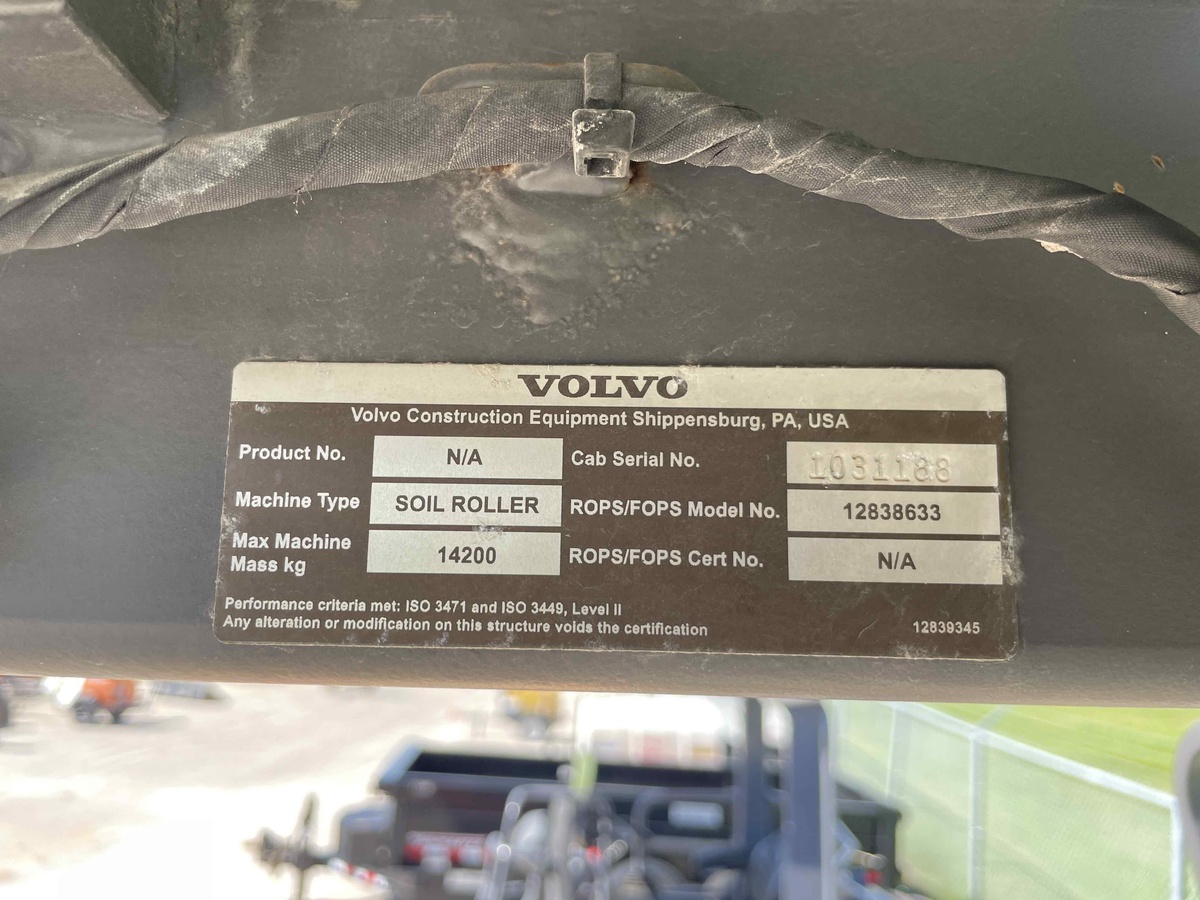 VOLVO
Volvo Construction Equipment Shippensburg, PA, USA
Product No. N/A Cab Serial No. 1031188
Machine Type SOIL ROLLER ROPS/FOPS Model No. 12838633
Max Machine Mass kg 14200 ROPS/FOPS Cert No. N/A
Performance criteria met: ISO 3471 and ISO 3449, Level II
Any alteration or modification on this structure voids the certification 12839345